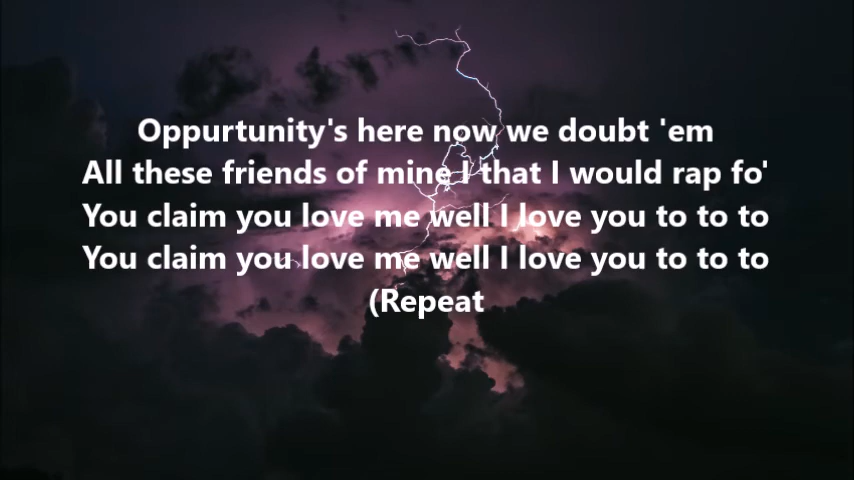 Oppurtunity's here now we doubt 'em
All these friends of mine I that I would rap fo'
You claim you love me well I love you to to to
You claim you love me well I love you to to to
(Repeat